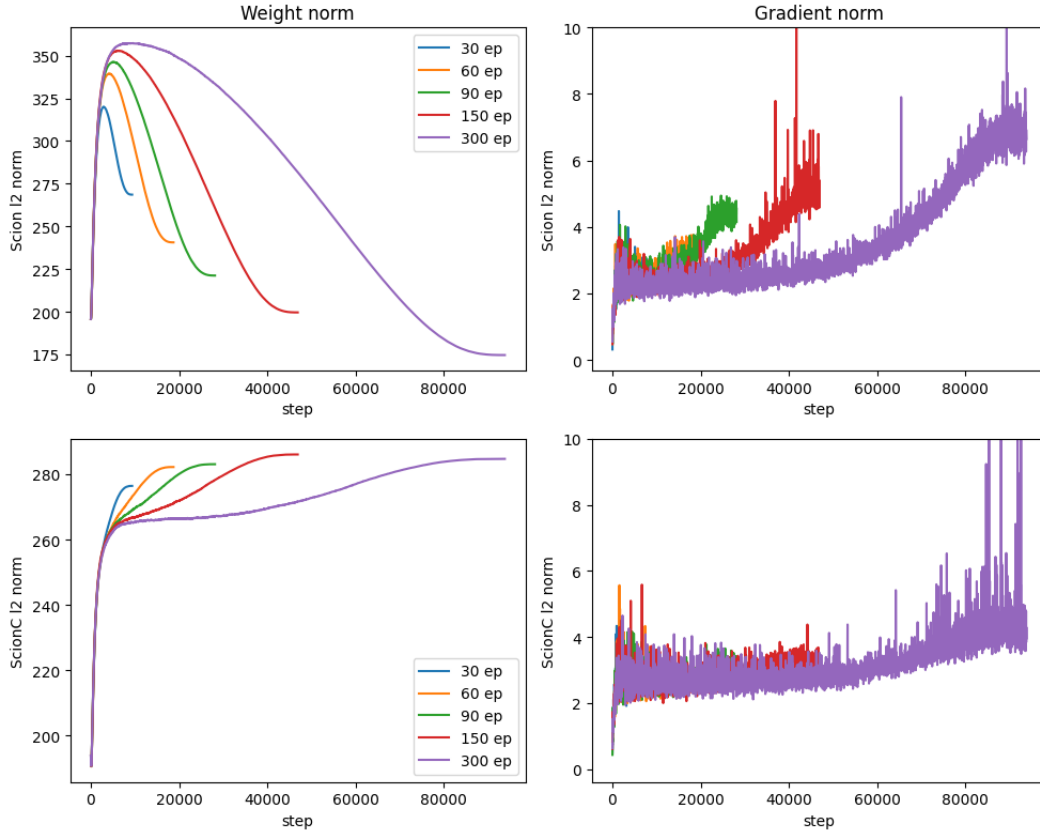 Weight norm
Scion l2 norm
350
325
300
275
250
225
200
175
0
20000
40000
60000
80000
step
30 ep
60 ep
90 ep
150 ep
300 ep
Gradient norm
10
8
6
4
2
0
0
20000
40000
60000
80000
step
Scion l2 norm
ScionC l2 norm
280
260
240
220
200
0
20000
40000
60000
80000
step
30 ep
60 ep
90 ep
150 ep
300 ep
ScionC l2 norm
10
8
6
4
2
0
0
20000
40000
60000
80000
step